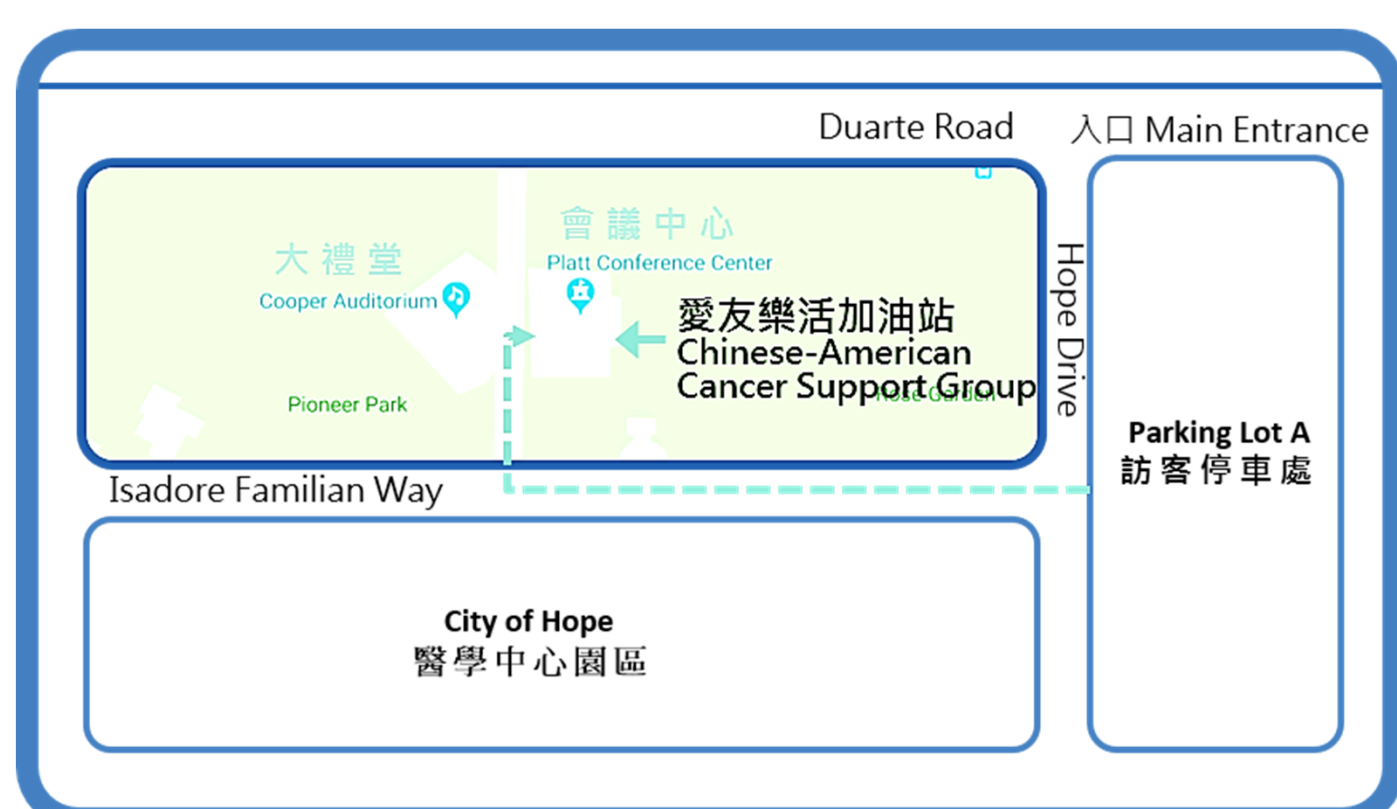 Duarte Road
入口 Main Entrance
會議中心
Platt Conference Center
大禮堂
Cooper Auditorium
愛友樂活加油站
Chinese-American
Cancer Support Group
Rose Garden
Pioneer Park
Hope Drive
Parking Lot A
訪客停車處
Isadore Familian Way
City of Hope
醫學中心園區